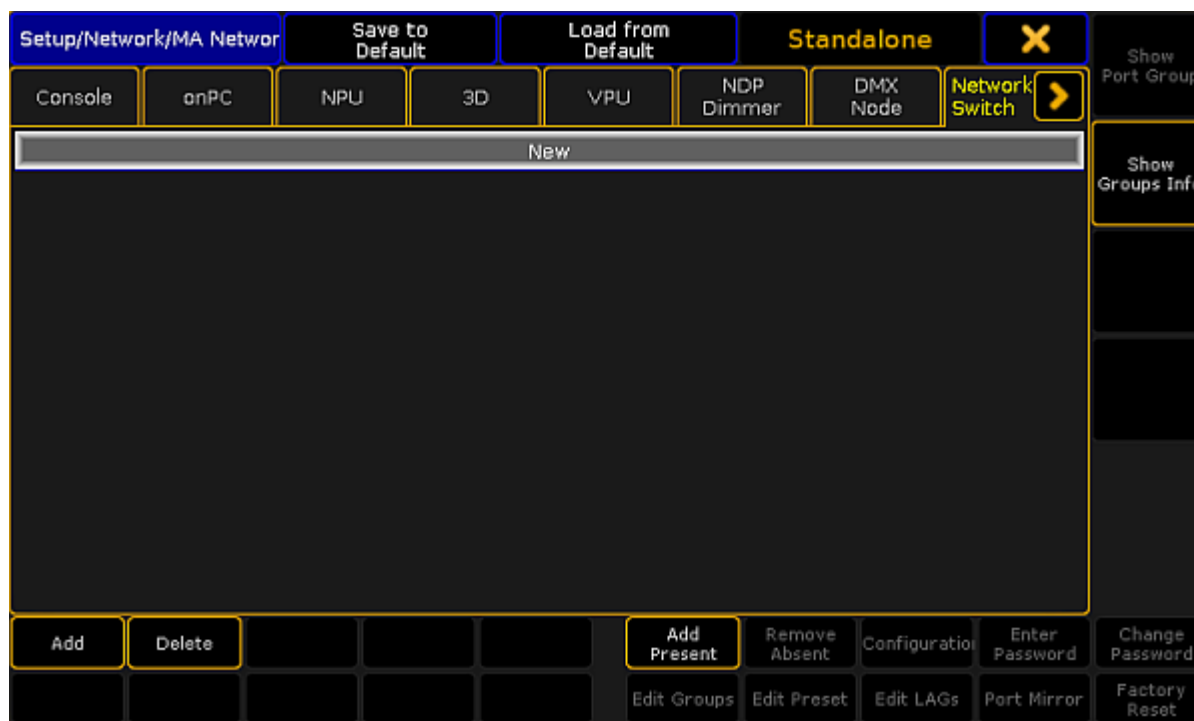 Setup/Network/MA Networ
Save to
Default
Load from
Default
Standalone
Show
Port Group
Console
onPC
NPU
3D
VPU
NDP
Dimmer
DMX
Node
Network
Switch
New
Show
Groups Inf
Add
Delete
Add
Present
Remove
Absent
Configuratio
Enter
Password
Change
Password
Edit Groups
Edit Preset
Edit LAGs
Port Mirror
Factory
Reset